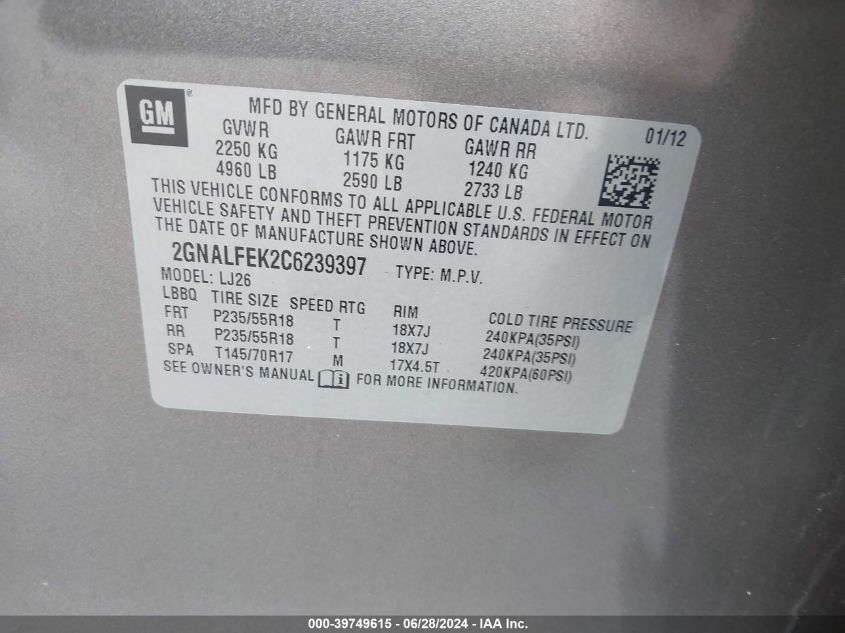 GM®
MFD BY GENERAL MOTORS OF CANADA LTD. 01/12
GVWR GAWR FRT GAWR RR
2250 KG 1175 KG 1240 KG
4960 LB 2590 LB 2733 LB
THIS VEHICLE CONFORMS TO ALL APPLICABLE U.S. FEDERAL MOTOR
VEHICLE SAFETY AND THEFT PREVENTION STANDARDS IN EFFECT ON
THE DATE OF MANUFACTURE SHOWN ABOVE.
2GNALFEK2C6239397 TYPE: M.P.V.
MODEL: LJ26
LBBQ TIRE SIZE SPEED RTG RIM COLD TIRE PRESSURE
FRT P235/55R18 T 18X7J 240KPA(35PSI)
RR P235/55R18 T 18X7J 240KPA(35PSI)
SPA T145/70R17 M 17X4.5T 420KPA(60PSI)
SEE OWNER'S MANUAL i FOR MORE INFORMATION.
000-39749615 - 06/28/2024 - IAA Inc.